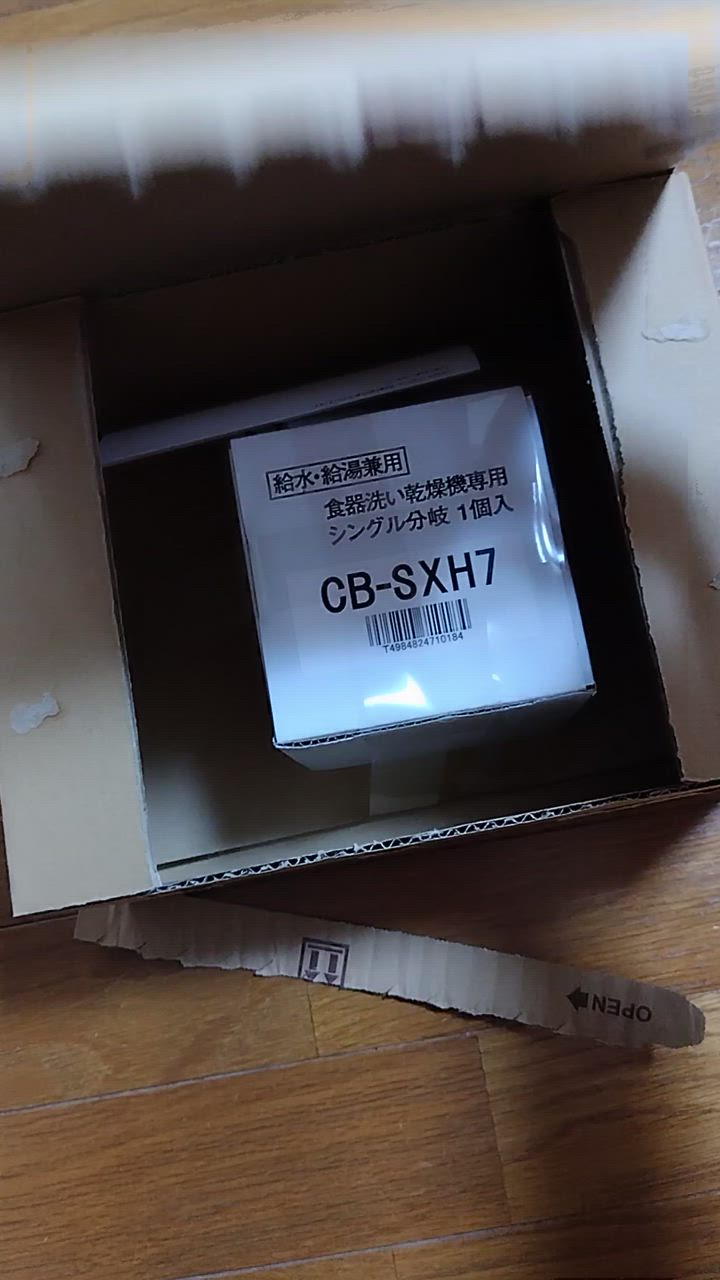 給水・給湯兼用
食器洗い乾燥機専用
シングル分岐 1個入
CB-SXH7
T4984824710184
OPEN